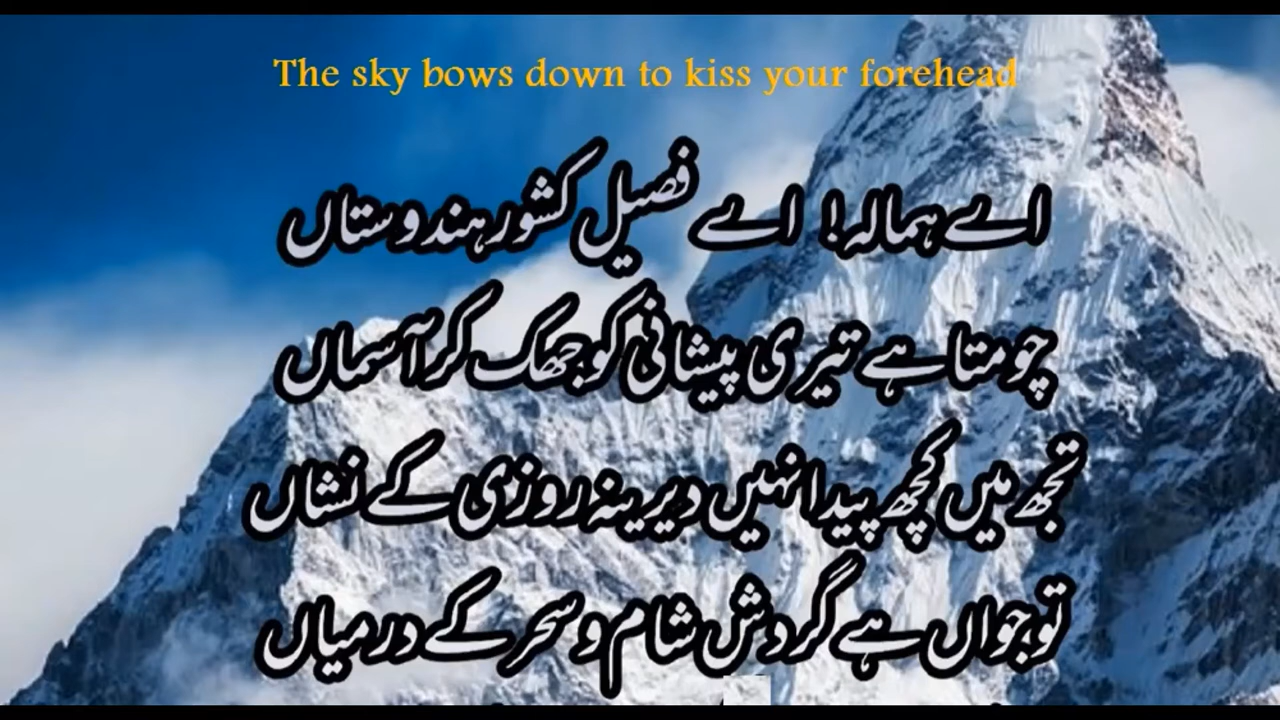 The sky bows down to kiss your forehead
اے ہمالہ! اے فصیل کشور ہندوستاں
چومتا ہے تیری پیشانی کو جھک کر آسماں
تجھ میں کچھ پیدا نہیں دیرینہ روزی کے نشاں
تو جواں ہے گردش شام و سحر کے درمیاں